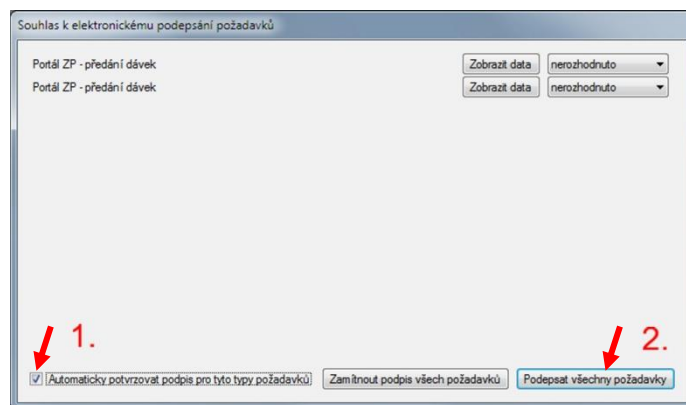 Souhlas k elektronickému podepsání požadavků
Portál ZP - předání dávek Zobrazit data nerozhodnuto
Portál ZP - předání dávek Zobrazit data nerozhodnuto
1. 2.
Automaticky potvrzovat podpis pro tyto typy požadavků Zamítnout podpis všech požadavků Podepsat všechny požadavky